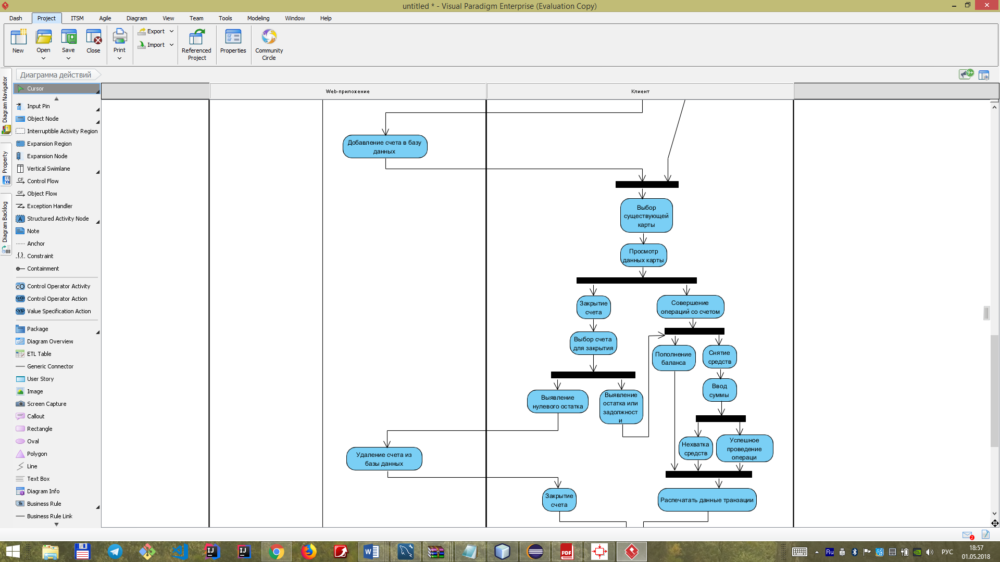 untitled * - Visual Paradigm Enterprise (Evaluation Copy)
Dash Project ITSM Agile Diagram View Team Tools Modeling Window Help
New Open Save Close Print Export Import Referenced Project Properties Community Circle
Диаграмма действий
9+
Diagram Navigator
Property
Diagram Backlog
Cursor
Input Pin
Object Node
Interruptible Activity Region
Expansion Region
Expansion Node
Vertical Swimlane
Control Flow
Object Flow
Exception Handler
Structured Activity Node
Note
Anchor
Constraint
Containment
Control Operator Activity
Control Operator Action
Value Specification Action
Package
Diagram Overview
ETL Table
Generic Connector
User Story
Image
Screen Capture
Callout
Rectangle
Oval
Polygon
Line
Text Box
Diagram Info
Business Rule
Business Rule Link
Web-приложение
Клиент
Добавление счета в базу
данных
Выбор
существующей
карты
Просмотр
данных карты
Закрытие
счета
Совершение
операций со счетом
Выбор счета
для закрытия
Пополнение
баланса
Снятие
средств
Ввод
суммы
Выявление
нулевого остатка
Выявление
остатка или
задолжност
и
Нехватка
средств
Успешное
проведение
операци
Удаление счета из
базы данных
Закрытие
счета
Распечатать данные транзации
2
Ru
РУС
18:57
01.05.2018